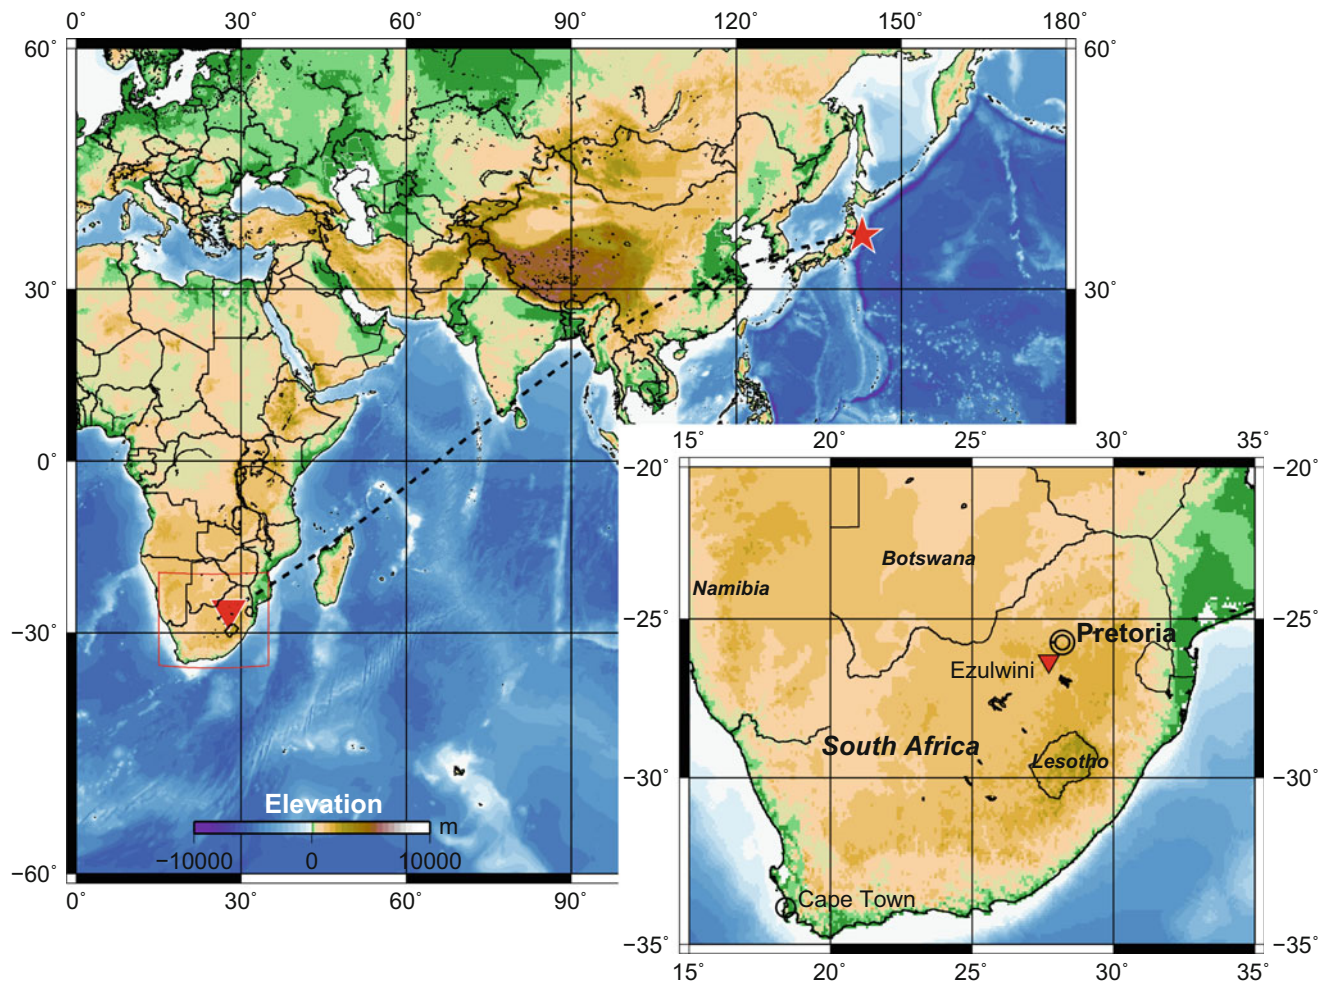 0° 30° 60° 90° 120° 150° 180°
60° 60°
30° 30°
0°
−30°
−60°
Elevation
m
−10000 0 10000
0° 30° 60° 90°
15° 20° 25° 30° 35°
−20° −20°
Botswana
Namibia
−25° −25°
Pretoria
Ezulwini
South Africa
Lesotho
−30° −30°
Cape Town
−35° −35°
15° 20° 25° 30° 35°